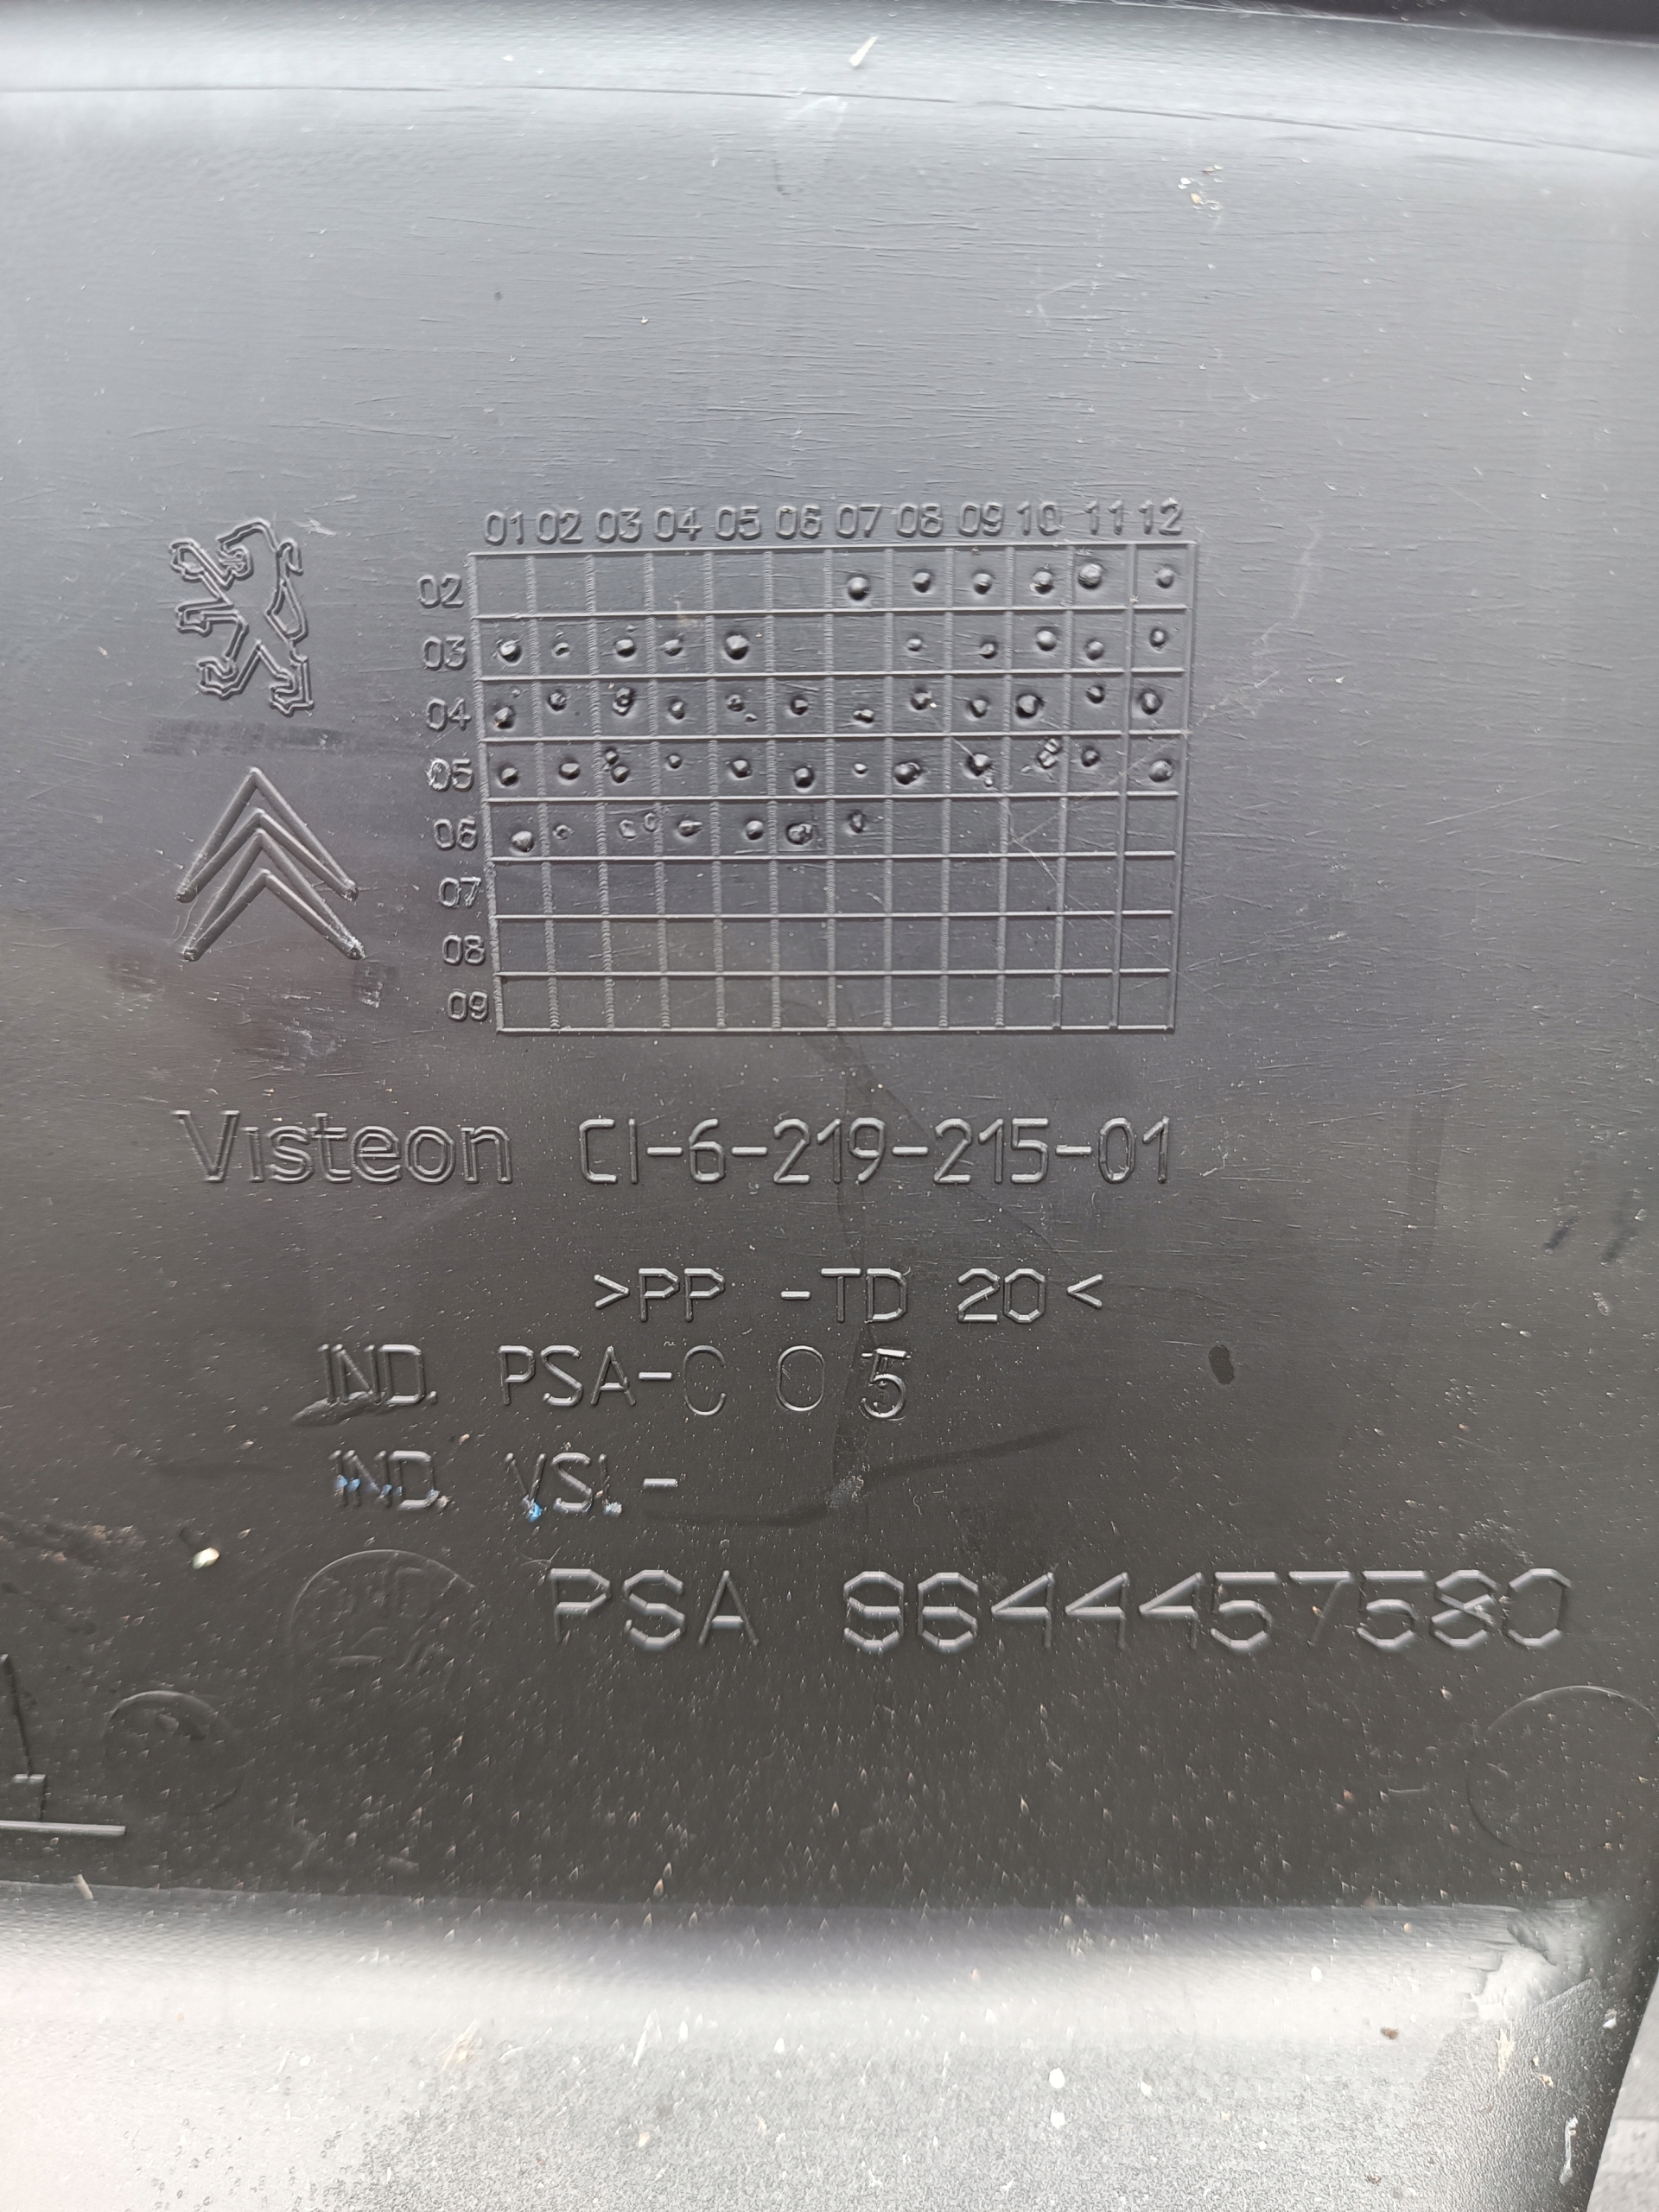 01 02 03 04 05 06 07 08 09 10 11 12
02
03
04
05
06
07
08
09
Visteon CI-6-219-215-01
>PP -TD 20<
IND. PSA-C 0 5
IND. VSL-
PSA 9644457580